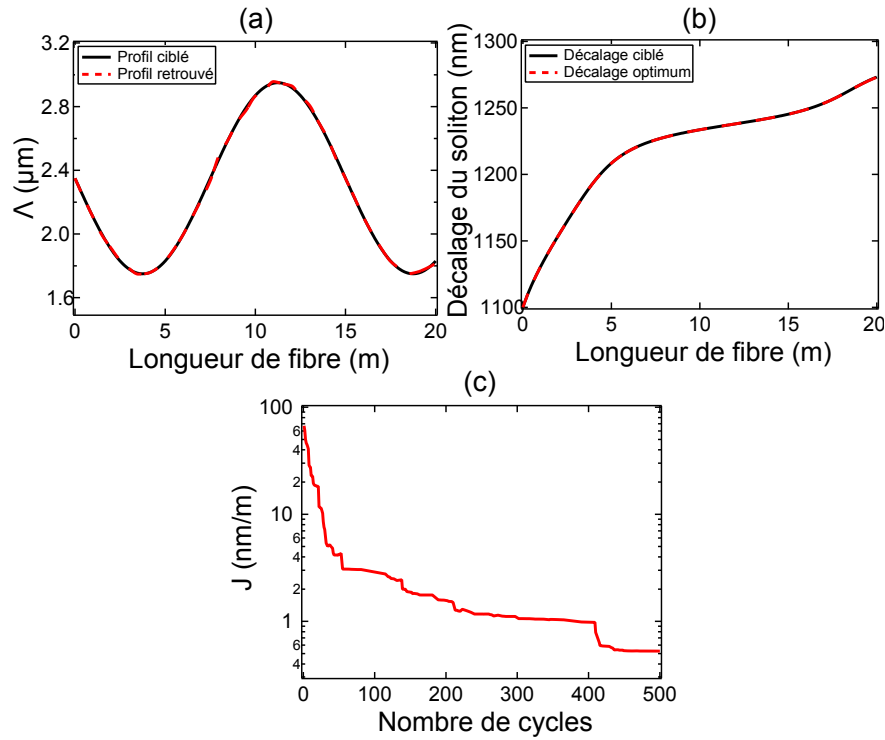 (a)
Profil ciblé
Profil retrouvé
Λ (μm)
3.2
2.8
2.4
2.0
1.6
0
5
10
15
20
Longueur de fibre (m)
(b)
Décalage ciblé
Décalage optimum
Décalage du soliton (nm)
1300
1250
1200
1150
1100
0
5
10
15
20
Longueur de fibre (m)
(c)
J (nm/m)
100
6
4
2
10
6
4
2
1
6
4
0
100
200
300
400
500
Nombre de cycles